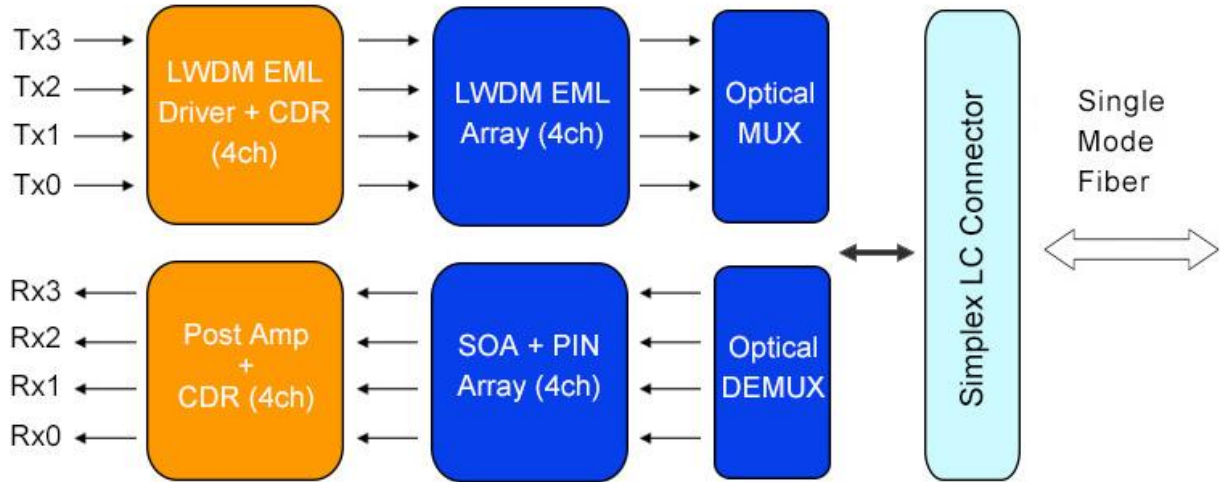 Tx3
Tx2
Tx1
Tx0
LWDM EML
Driver + CDR
(4ch)
LWDM EML
Array (4ch)
Optical
MUX
Rx3
Rx2
Rx1
Rx0
Post Amp
+
CDR (4ch)
SOA + PIN
Array (4ch)
Optical
DEMUX
Simplex LC Connector
Single
Mode
Fiber